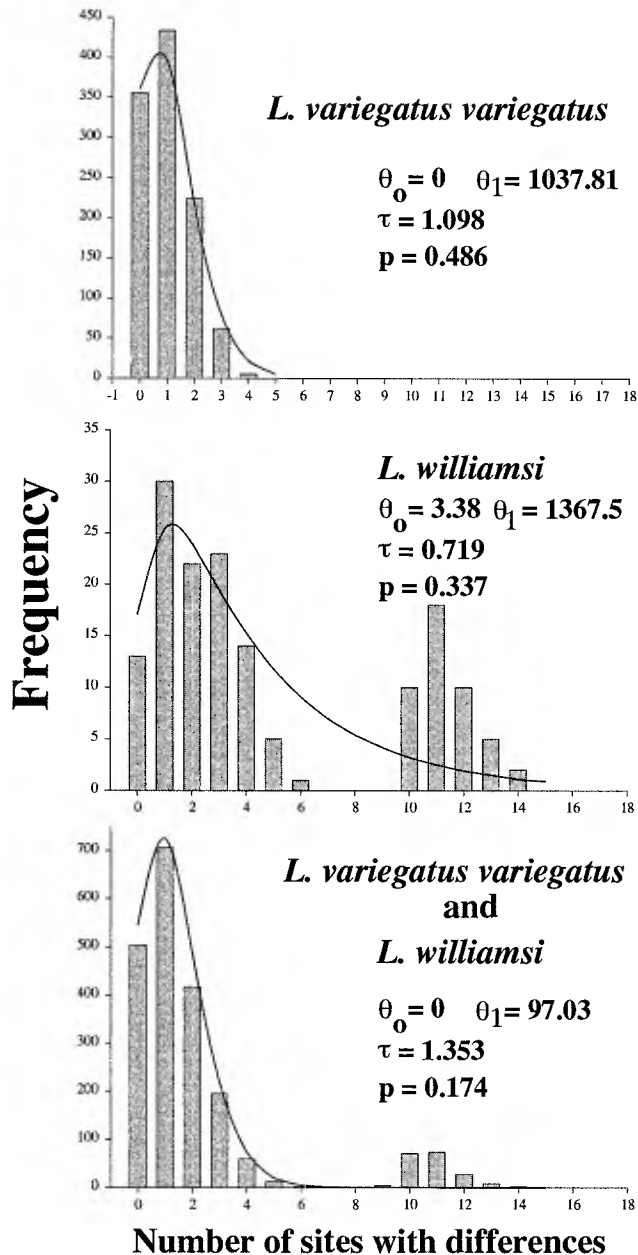 450
400
350
300
250
200
150
100
50
0
-1 0 1 2 3 4 5 6 7 8 9 10 11 12 13 14 15 16 17 18
L. variegatus variegatus
θo = 0 θ1 = 1037.81
τ = 1.098
p = 0.486
Frequency
35
30
25
20
15
10
5
0
0 2 4 6 8 10 12 14 16 18
L. williamsi
θo = 3.38 θ1 = 1367.5
τ = 0.719
p = 0.337
700
600
500
400
300
200
100
0
0 2 4 6 8 10 12 14 16 18
L. variegatus variegatus
and
L. williamsi
θo = 0 θ1 = 97.03
τ = 1.353
p = 0.174
Number of sites with differences